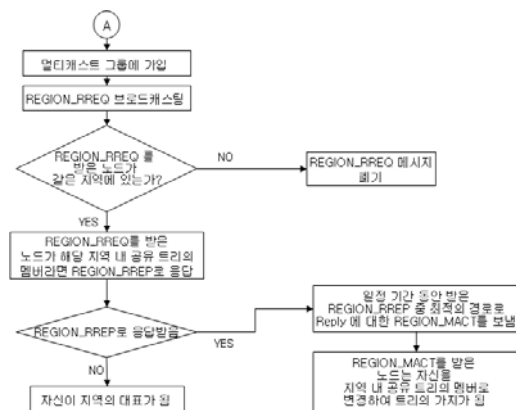 A
멀티캐스트 그룹에 가입
REGION_RREQ 브로드캐스팅
REGION_RREQ 를
받은 노드가
같은 지역에 있는가?
NO
REGION_RREQ 메시지
폐기
YES
REGION_RREQ를 받은
노드가 해당 지역 내 공유 트리의
멤버라면 REGION_RREP로 응답
REGION_RREP로 응답받음
YES
일정 기간 동안 받은
REGION_RREP 중 최적의 경로로
Reply 에 대한 REGION_MACT를 보냄
NO
자신이 지역의 대표가 됨
REGION_MACT를 받은
노드는 자신을
지역 내 공유 트리의 멤버로
변경하여 트리의 가지가 됨